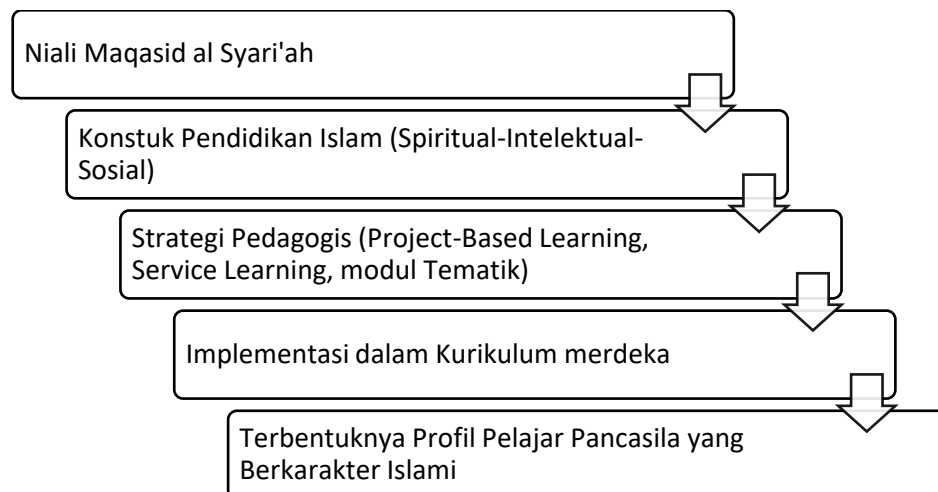 Niali Maqasid al Syari'ah
Konstuk Pendidikan Islam (Spiritual-Intelektual-
Sosial)
Strategi Pedagogis (Project-Based Learning,
Service Learning, modul Tematik)
Implementasi dalam Kurikulum merdeka
Terbentuknya Profil Pelajar Pancasila yang
Berkarakter Islami